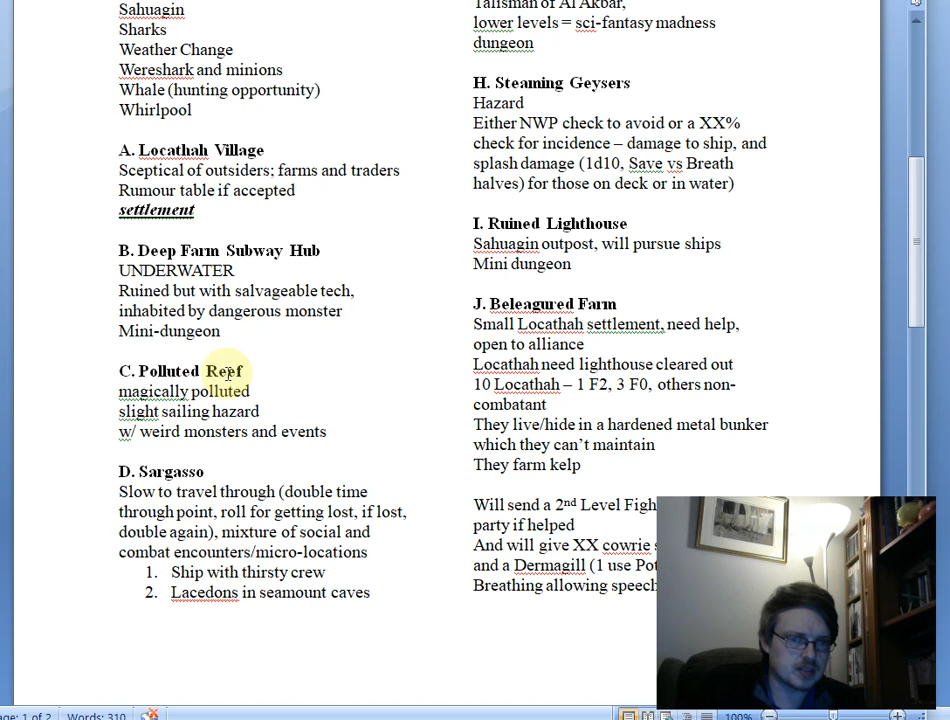 Sahuagin
Sharks
Weather Change
Wereshark and minions
Whale (hunting opportunity)
Whirlpool
A. Locathah Village
Sceptical of outsiders; farms and traders
Rumour table if accepted
settlement
B. Deep Farm Subway Hub
UNDERWATER
Ruined but with salvageable tech,
inhabited by dangerous monster
Mini-dungeon
C. Polluted Reef
magically polluted
slight sailing hazard
w/ weird monsters and events
D. Sargasso
Slow to travel through (double time
through point, roll for getting lost, if lost,
double again), mixture of social and
combat encounters/micro-locations
1. Ship with thirsty crew
2. Lacedons in seamount caves
Talisman of Al Akbar,
lower levels = sci-fantasy madness
dungeon
H. Steaming Geysers
Hazard
Either NWP check to avoid or a XX%
check for incidence – damage to ship, and
splash damage (1d10, Save vs Breath
halves) for those on deck or in water)
I. Ruined Lighthouse
Sahuagin outpost, will pursue ships
Mini dungeon
J. Beleagured Farm
Small Locathah settlement, need help,
open to alliance
Locathah need lighthouse cleared out
10 Locathah – 1 F2, 3 F0, others non-
combatant
They live/hide in a hardened metal bunker
which they can't maintain
They farm kelp
Will send a 2nd Level Figh
party if helped
And will give XX cowrie
and a Dermagill (1 use Pot
Breathing allowing speech
age: 1 of 2 Words: 310
100%